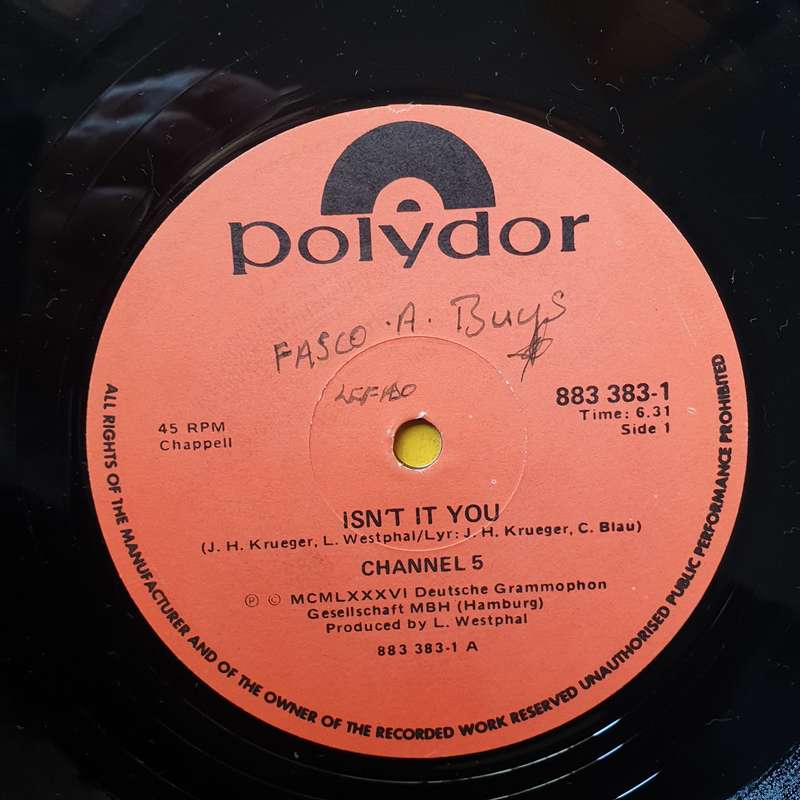 polydor
FASCO. A. Buys
883 383-1
45 RPM
Time: 6.31
Chappell
Side 1
ISN'T IT YOU
(J. H. Krueger, L. Westphal/Lyr: J. H. Krueger, C. Blau)
CHANNEL 5
℗ © MCMLXXXVI Deutsche Grammophon
Gesellschaft MBH (Hamburg)
Produced by L. Westphal
883 383-1 A
ALL RIGHTS OF THE MANUFACTURER AND OF THE OWNER OF THE RECORDED WORK RESERVED UNAUTHORISED PUBLIC PERFORMANCE PROHIBITED